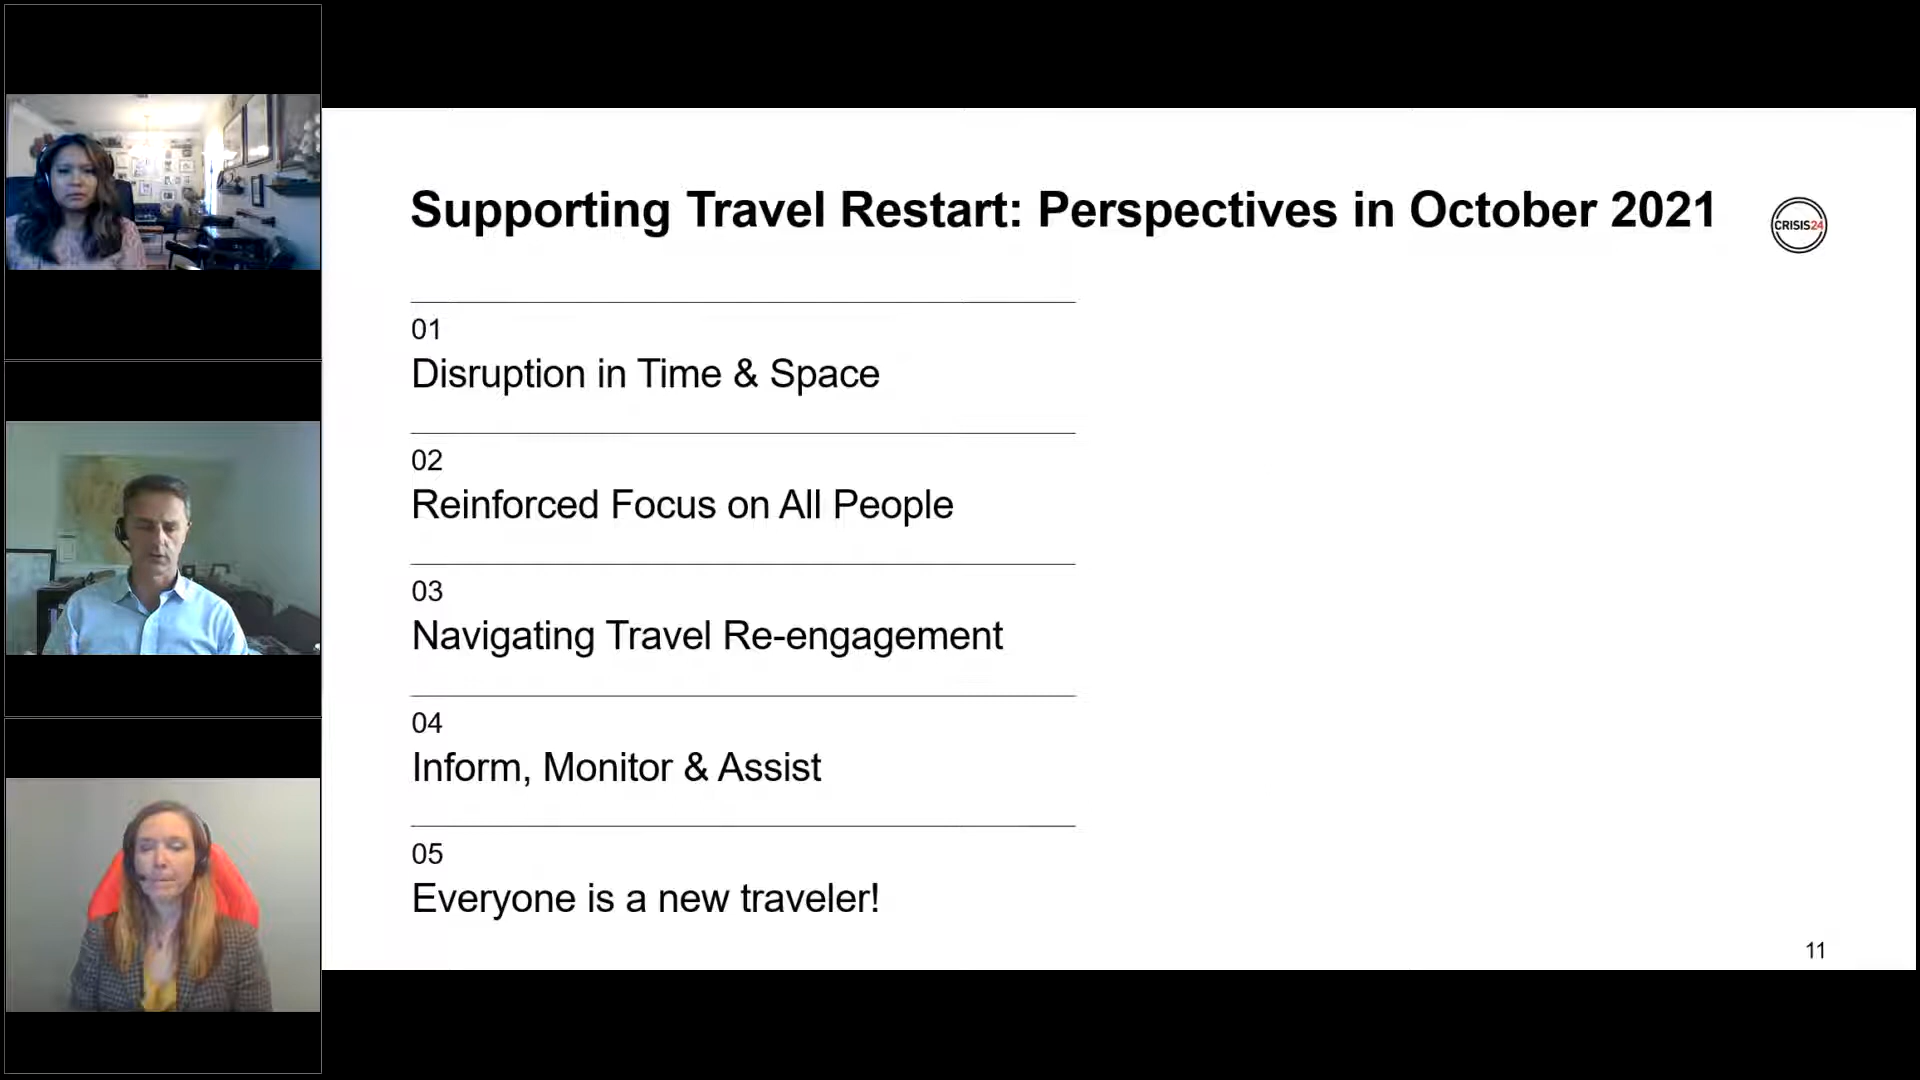 Supporting Travel Restart: Perspectives in October 2021
CRISIS24
01
Disruption in Time & Space
02
Reinforced Focus on All People
03
Navigating Travel Re-engagement
04
Inform, Monitor & Assist
05
Everyone is a new traveler!
11